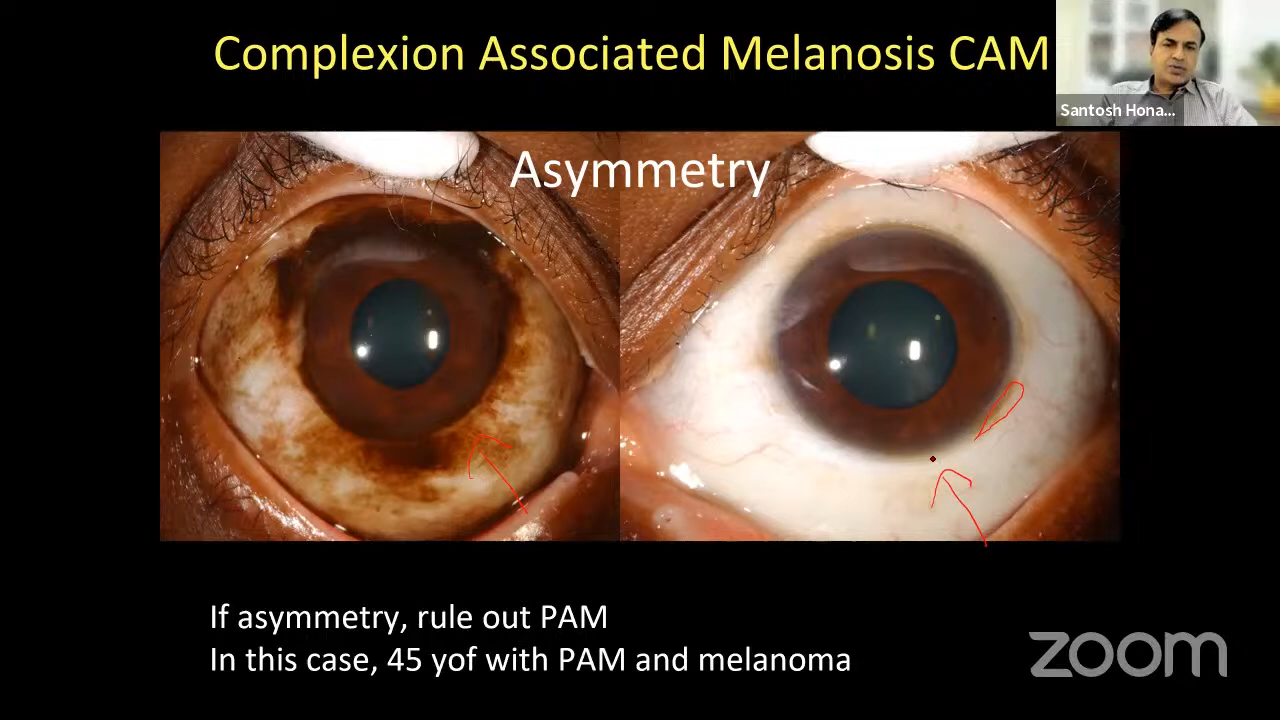 Complexion Associated Melanosis CAM
Santosh Hona...
Asymmetry
If asymmetry, rule out PAM
In this case, 45 yof with PAM and melanoma
zoom